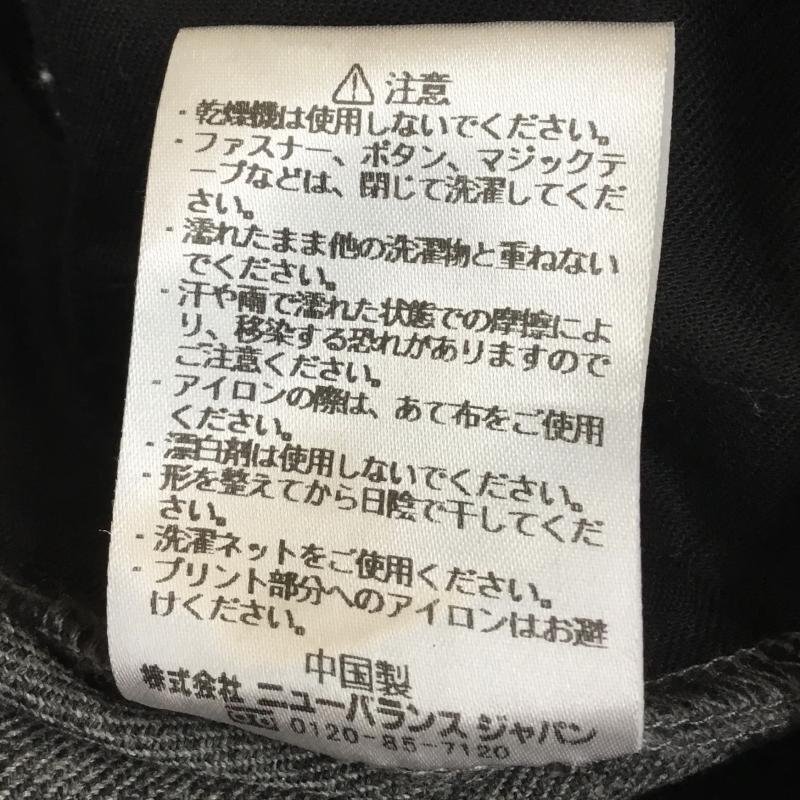 ⚠ 注意
・乾燥機は使用しないでください。
・ファスナー、ボタン、マジックテ
ープなどは、閉じて洗濯してくだ
さい。
・濡れたまま他の洗濯物と重ねない
でください。
・汗や雨で濡れた状態での摩擦によ
り、移染する恐れがありますので
ご注意ください。
・アイロンの際は、あて布をご使用
ください。
・漂白剤は使用しないでください。
・形を整えてから日陰で干してくだ
さい。
・洗濯ネットをご使用ください。
・プリント部分へのアイロンはお避
けください。
中国製
株式会社 ニューバランス ジャパン
0120-85-7120